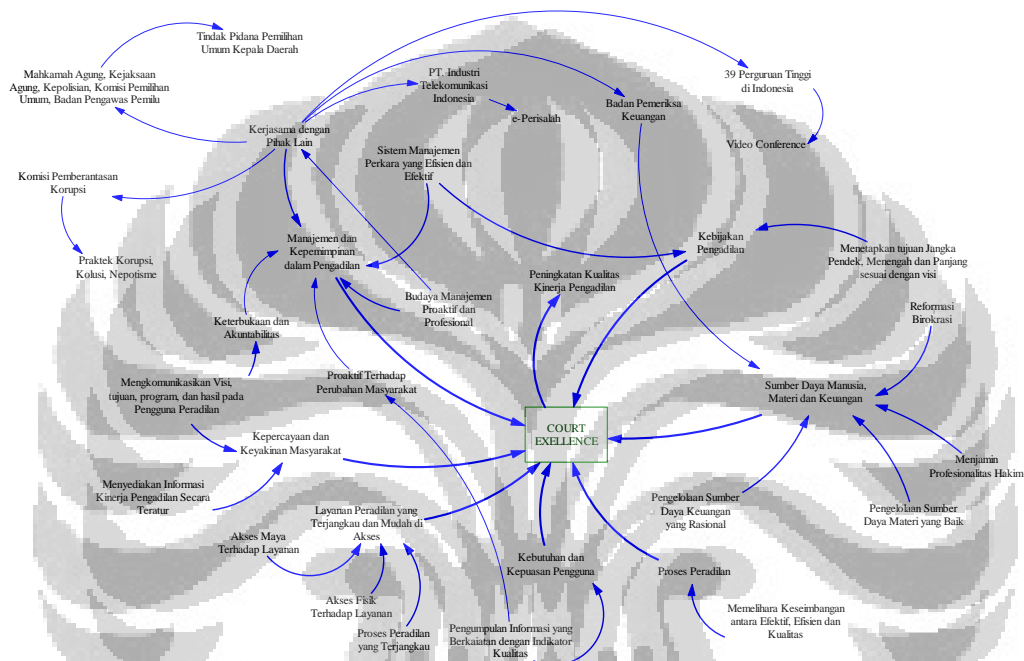 Tindak Pidana Pemilihan
Umum Kepala Daerah
Mahkamah Agung, Kejaksaan
Agung, Kepolisian, Komisi Pemilihan
Umum, Badan Pengawas Pemilu
PT. Industri
Telekomunikasi
Indonesia
39 Perguruan Tinggi
di Indonesia
Badan Pemeriksa
Keuangan
e-Perisalah
Kerjasama dengan
Pihak Lain
Video Conference
Sistem Manajemen
Perkara yang Efisien dan
Efektif
Komisi Pemberantasan
Korupsi
Manajemen dan
Kepemimpinan
dalam Pengadilan
Kebijakan
Pengadilan
Menetapkan tujuan Jangka
Pendek, Menengah dan Panjang
sesuai dengan visi
Praktek Korupsi,
Kolusi, Nepotisme
Peningkatan Kualitas
Kinerja Pengadilan
Budaya Manajemen
Proaktif dan
Profesional
Reformasi
Birokrasi
Keterbukaan dan
Akuntabilitas
Mengkomunikasikan Visi,
tujuan, program, dan hasil pada
Pengguna Peradilan
Proaktif Terhadap
Perubahan Masyarakat
Sumber Daya Manusia,
Materi dan Keuangan
COURT
EXELLENCE
Kepercayaan dan
Keyakinan Masyarakat
Menjamin
Profesionalitas Hakim
Menyediakan Informasi
Kinerja Pengadilan Secara
Teratur
Pengelolaan Sumber
Daya Keuangan
yang Rasional
Pengelolaan Sumber
Daya Materi yang Baik
Layanan Peradilan yang
Terjangkau dan Mudah di
Akses
Akses Maya
Terhadap Layanan
Kebutuhan dan
Kepuasan Pengguna
Proses Peradilan
Akses Fisik
Terhadap Layanan
Memelihara Keseimbangan
antara Efektif, Efisien dan
Kualitas
Proses Peradilan
yang Terjangkau
Pengumpulan Informasi yang
Berkaiatan dengan Indikator
Kualitas